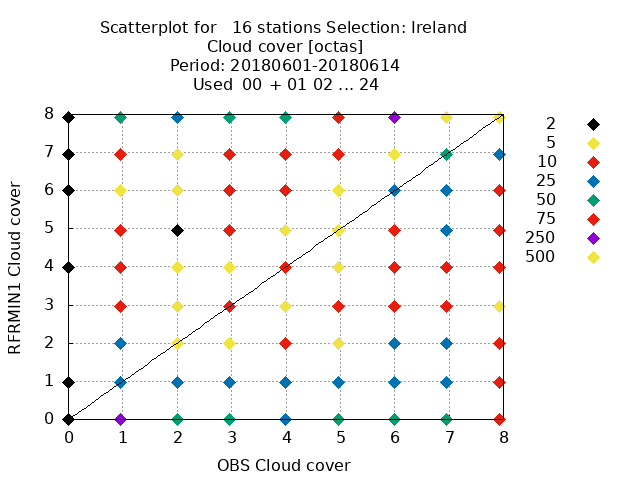 Scatterplot for   16 stations Selection: Ireland
Cloud cover [octas]
Period: 20180601-20180614
Used  00 + 01 02 ... 24
8
7
6
5
4
3
2
1
0
RFRMIN1 Cloud cover
0 1 2 3 4 5 6 7 8
OBS Cloud cover
2
5
10
25
50
75
250
500